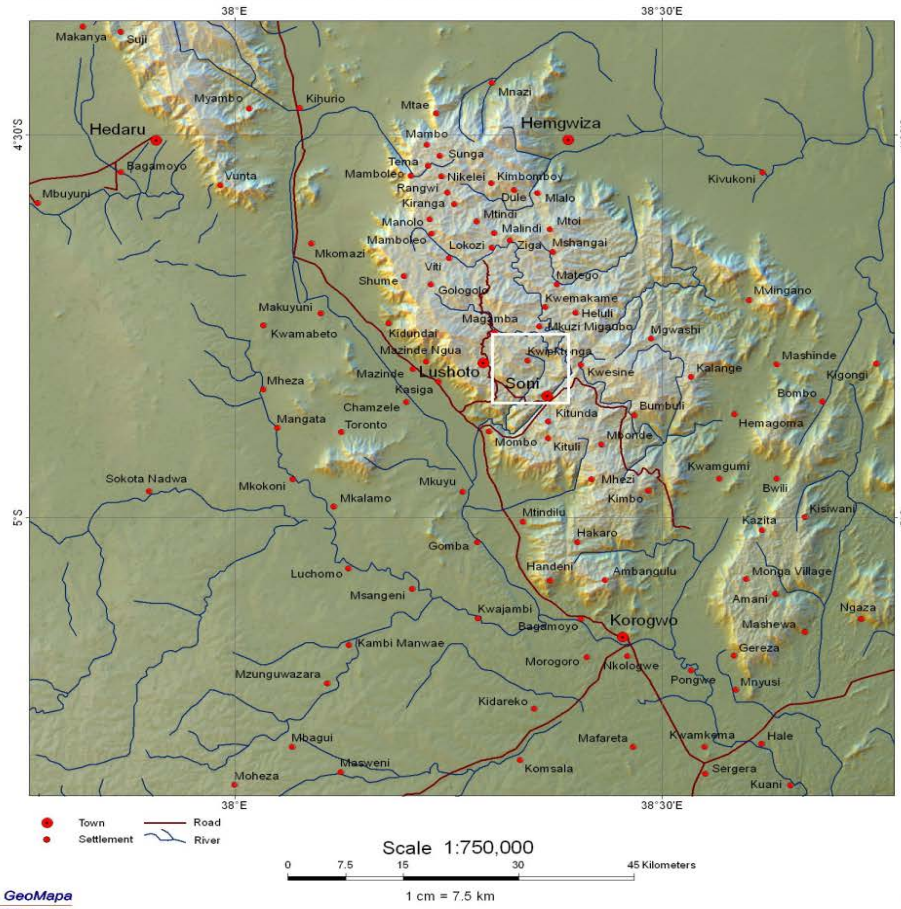 38°'E
38°30'E
Makanya
Suji
Myambo
Kihurio
Mnazi
Mtae
Hedaru
Hemgwiza
4°30'S
Mambo
Sunga
Tema
Bagamoyo
Mamboleo
Nikelei
Kimbomboy
Kivukoni
Vunta
Rangwi
Dule
Mlalo
Mbuyuni
Kiranga
Manolo
Mtindi
Mtoi
Mamboleo
Malindi
Mkomazi
Lokozi
Ziga
Mshangai
Viti
Shume
Gologolo
Matego
Makuyuni
Kwemakame
Mvlingano
Kwamabeto
Magamba
Heluli
Kidundai
Mkuzi Migambo
Mgwashi
Mazinde Ngua
Mashinde
Lushoto
Kwesine
Kigongi
Mheza
Mazinde
Soni
Kalange
Kasiga
Bombo
Chamzele
Kitunda
Bumbuli
Mangata
Toronto
Hemagoma
Mombo
Kituli
Mbonde
Sokota Nadwa
Mkokoni
Mkuyu
Mhezi
Kwamgumi
Bwili
Mkalamo
Kimbo
Mtindilu
Kisiwani
5°S
Kazita
Gomba
Hakaro
Luchomo
Handeni
Ambangulu
Monga Village
Msangeni
Amani
Kwajambi
Bagamoyo
Korogwo
Ngaza
Mashewa
Kambi Manwae
Morogoro
Nkologwe
Gereza
Mzunguwazara
Pongwe
Mnyusi
Kidareko
Mbagui
Mafareta
Kwamkema
Hale
Masweni
Komsala
Sergera
Moheza
Kuani
38°'E
38°30'E
Town
Road
Settlement
River
Scale 1:750,000
0 7.5 15 30 45 Kilometers
1 cm = 7.5 km
GeoMapa